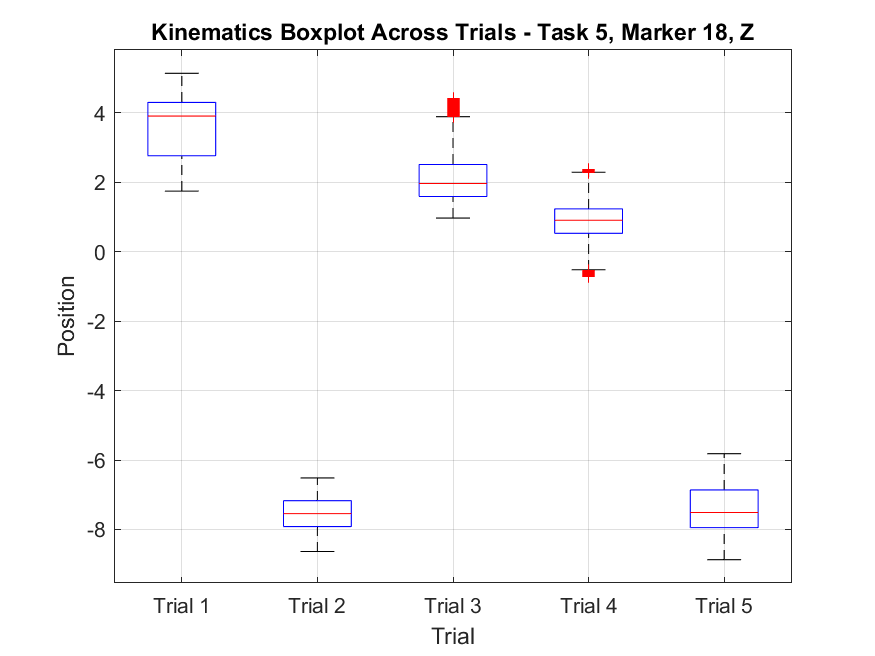 Kinematics Boxplot Across Trials - Task 5, Marker 18, Z
Position
4
2
0
-2
-4
-6
-8
Trial 1 Trial 2 Trial 3 Trial 4 Trial 5
Trial